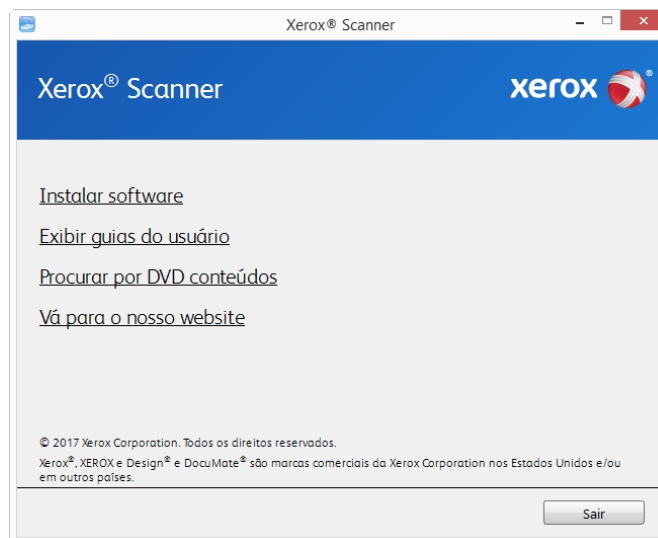 Xerox® Scanner
Xerox® Scanner
xerox ®
Instalar software
Exibir guias do usuário
Procurar por DVD conteúdos
Vá para o nosso website
© 2017 Xerox Corporation. Todos os direitos reservados.
Xerox®, XEROX e Design® e DocuMate® são marcas comerciais da Xerox Corporation nos Estados Unidos e/ou
em outros países.
Sair